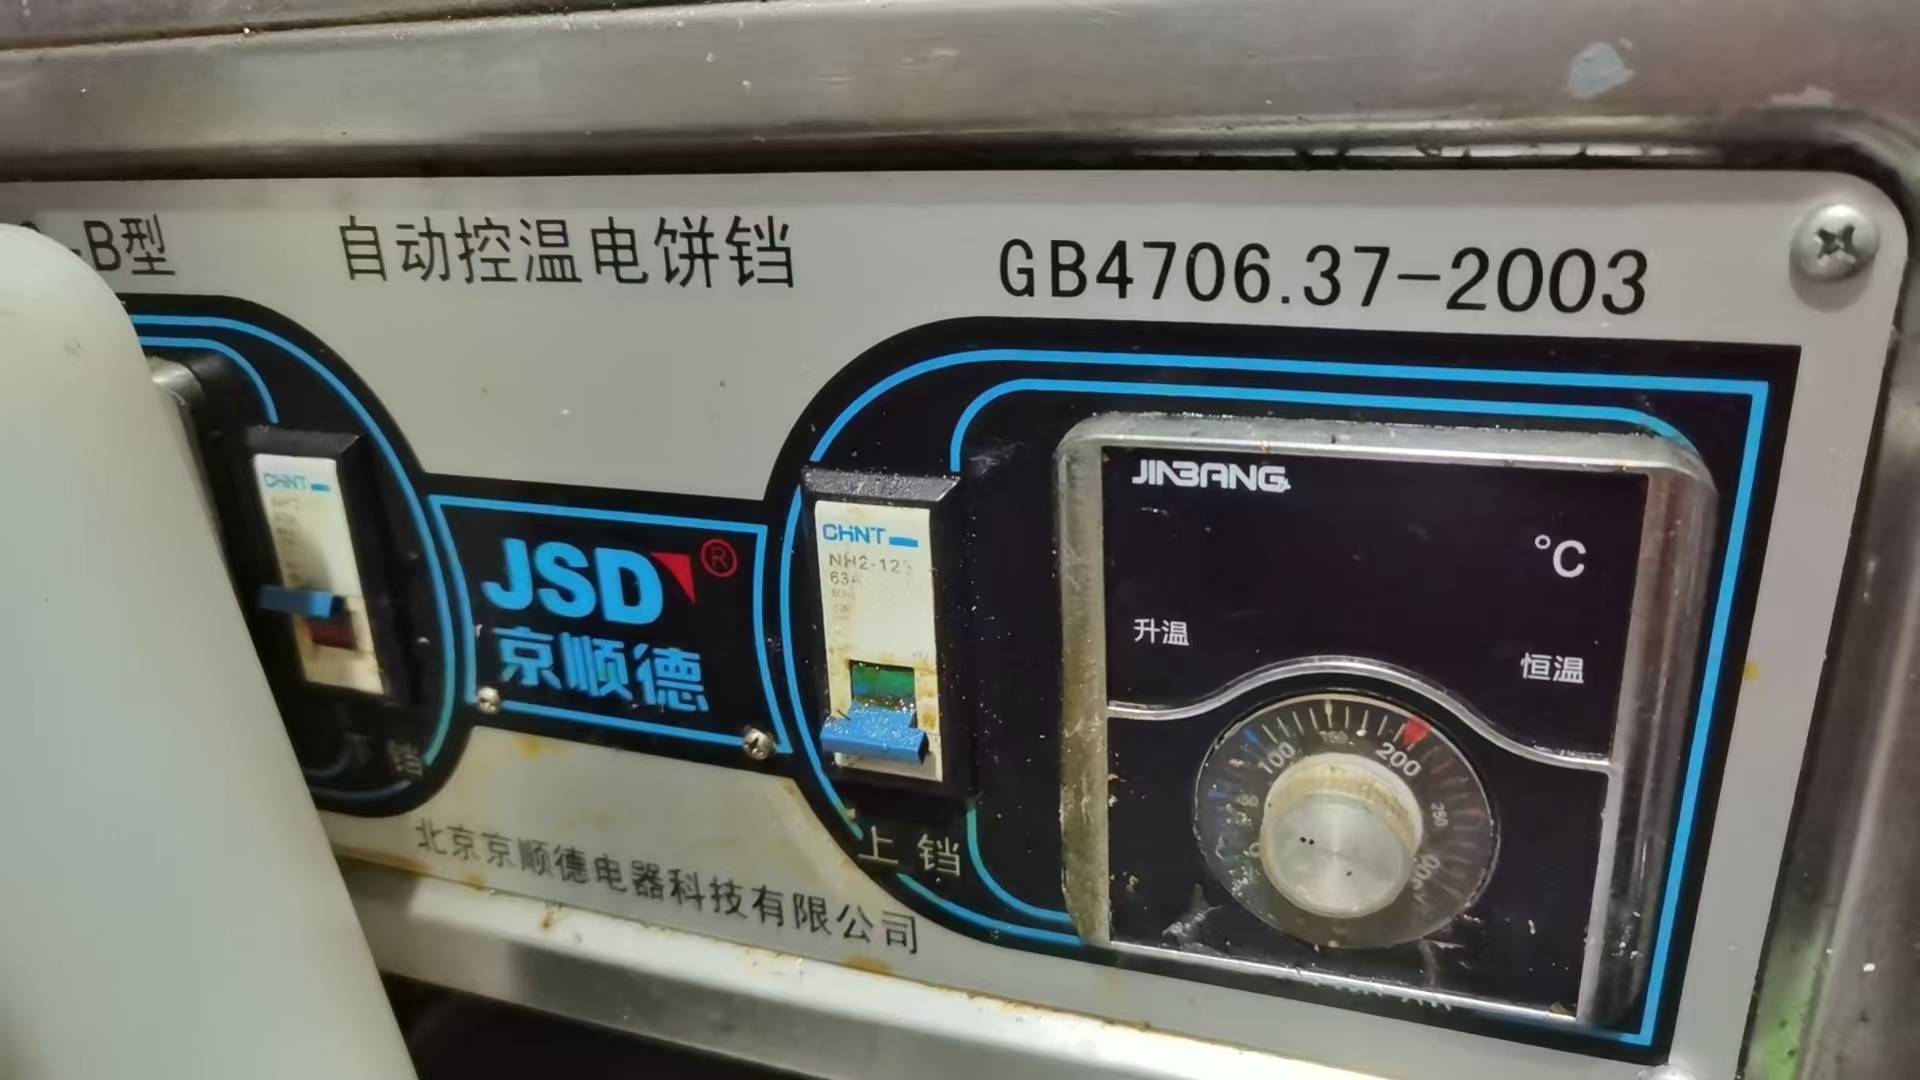 -B型
自动控温电饼铛
GB4706.37-2003
CHNT
CHNT
NH2-125
63A
JSD®
京顺德
JINBANG
°C
升温
恒温
50
100
150
200
250
300
上 铛
北京京顺德电器科技有限公司